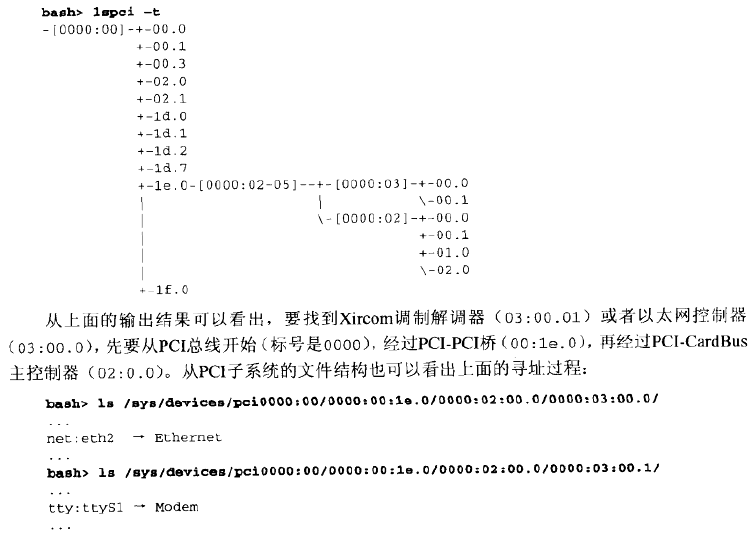 bash> lspci -t
-[0000:00]-+-00.0
+-00.1
+-00.3
+-02.0
+-02.1
+-1d.0
+-1d.1
+-1d.2
+-1d.7
+-1e.0-[0000:02-05]--+-[0000:03]-+-00.0
| | \-00.1
| \-[0000:02]-+-00.0
| +-00.1
| +-01.0
| \-02.0
+-1f.0
从上面的输出结果可以看出，要找到Xircom调制解调器（03:00.01）或者以太网控制器
（03:00.0），先要从PCI总线开始（标号是0000），经过PCI-PCI桥（00:1e.0），再经过PCI-CardBus
主控制器（02:0.0）。从PCI子系统的文件结构也可以看出上面的寻址过程：
bash> ls /sys/devices/pci0000:00/0000:00:1e.0/0000:02:00.0/0000:03:00.0/
...
net:eth2 → Ethernet
...
bash> ls /sys/devices/pci0000:00/0000:00:1e.0/0000:02:00.0/0000:03:00.1/
...
tty:ttyS1 → Modem
...